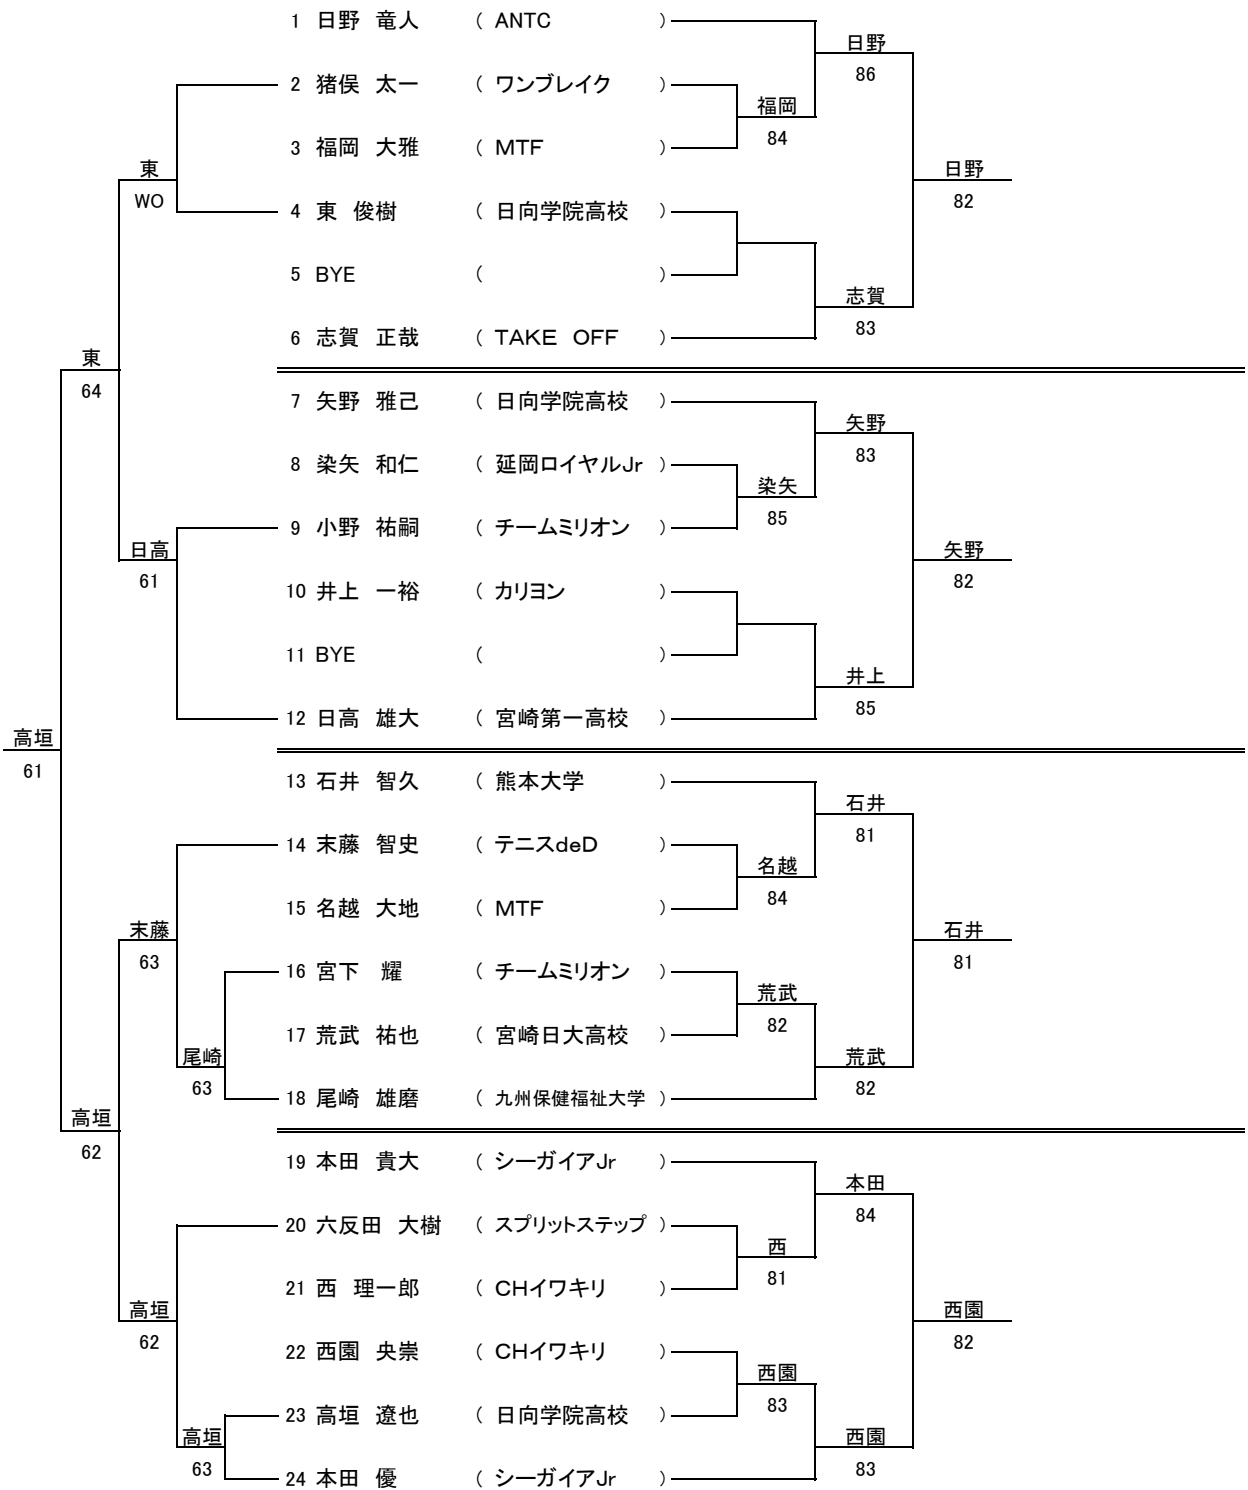 1 日野 竜人 ( ANTC )
日野
86
2 猪俣 太一 ( ワンブレイク )
福岡
84
3 福岡 大雅 ( MTF )
東
WO
日野
82
4 東 俊樹 ( 日向学院高校 )
5 BYE ( )
志賀
83
6 志賀 正哉 ( TAKE OFF )
東
64
7 矢野 雅己 ( 日向学院高校 )
矢野
83
8 染矢 和仁 ( 延岡ロイヤルJr )
染矢
85
9 小野 祐嗣 ( チームミリオン )
日高
61
矢野
82
10 井上 一裕 ( カリヨン )
11 BYE ( )
井上
85
12 日高 雄大 ( 宮崎第一高校 )
高垣
61
13 石井 智久 ( 熊本大学 )
石井
81
14 末藤 智史 ( テニスdeD )
名越
84
15 名越 大地 ( MTF )
末藤
63
石井
81
16 宮下 耀 ( チームミリオン )
荒武
82
17 荒武 祐也 ( 宮崎日大高校 )
尾崎
63
荒武
82
18 尾崎 雄磨 ( 九州保健福祉大学 )
高垣
62
19 本田 貴大 ( シーガイアJr )
本田
84
20 六反田 大樹 ( スプリットステップ )
西
81
21 西 理一郎 ( CHイワキリ )
高垣
62
西園
82
22 西園 央崇 ( CHイワキリ )
西園
83
23 高垣 遼也 ( 日向学院高校 )
高垣
63
西園
83
24 本田 優 ( シーガイアJr )